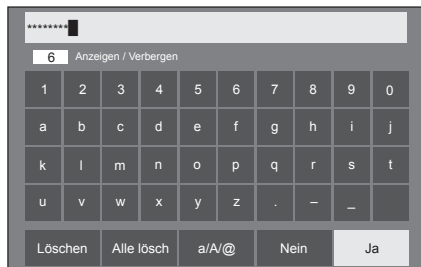 ********
6 Anzeigen / Verbergen
1 2 3 4 5 6 7 8 9 0
a b c d e f g h i j
k l m n o p q r s t
u v w x y z . – _
Löschen Alle lösch a/A/@ Nein Ja